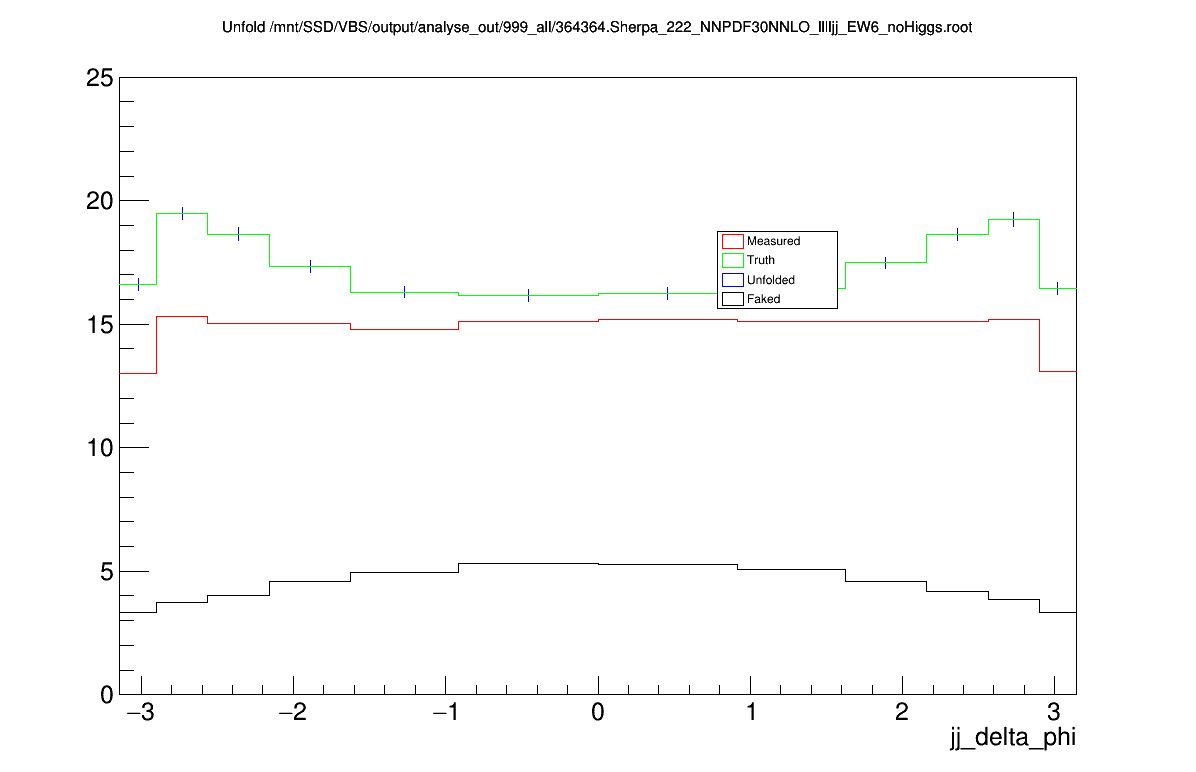 Unfold /mnt/SSD/VBS/output/analyse_out/999_all/364364.Sherpa_222_NNPDF30NNLO_lllljj_EW6_noHiggs.root
25
20
Measured
Truth
Unfolded
Faked
15
10
5
0
−3 −2 −1 0 1 2 3
jj_delta_phi